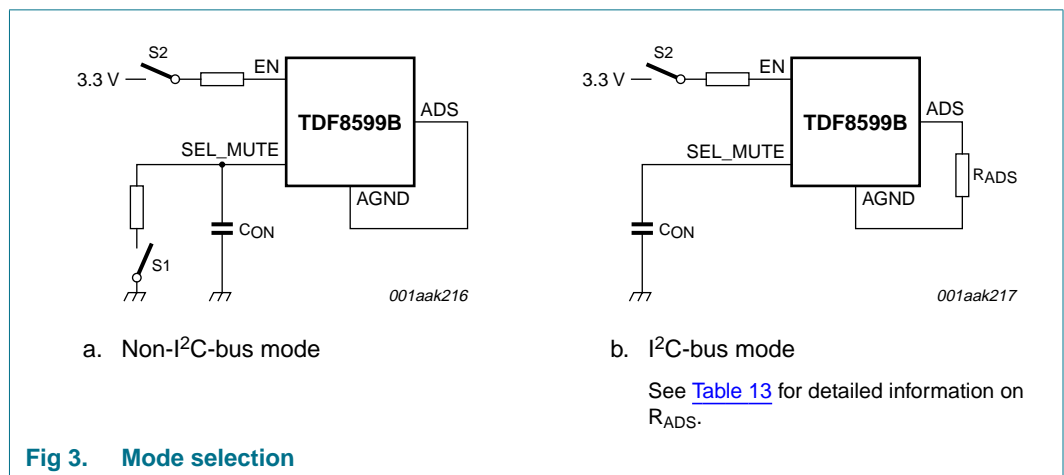 S2
3.3 V
EN
TDF8599B
ADS
SEL_MUTE
AGND
CON
S1
001aak216
a. Non-I²C-bus mode
S2
3.3 V
EN
TDF8599B
ADS
SEL_MUTE
RADS
AGND
CON
001aak217
b. I²C-bus mode
See Table 13 for detailed information on
RADS.
Fig 3. Mode selection